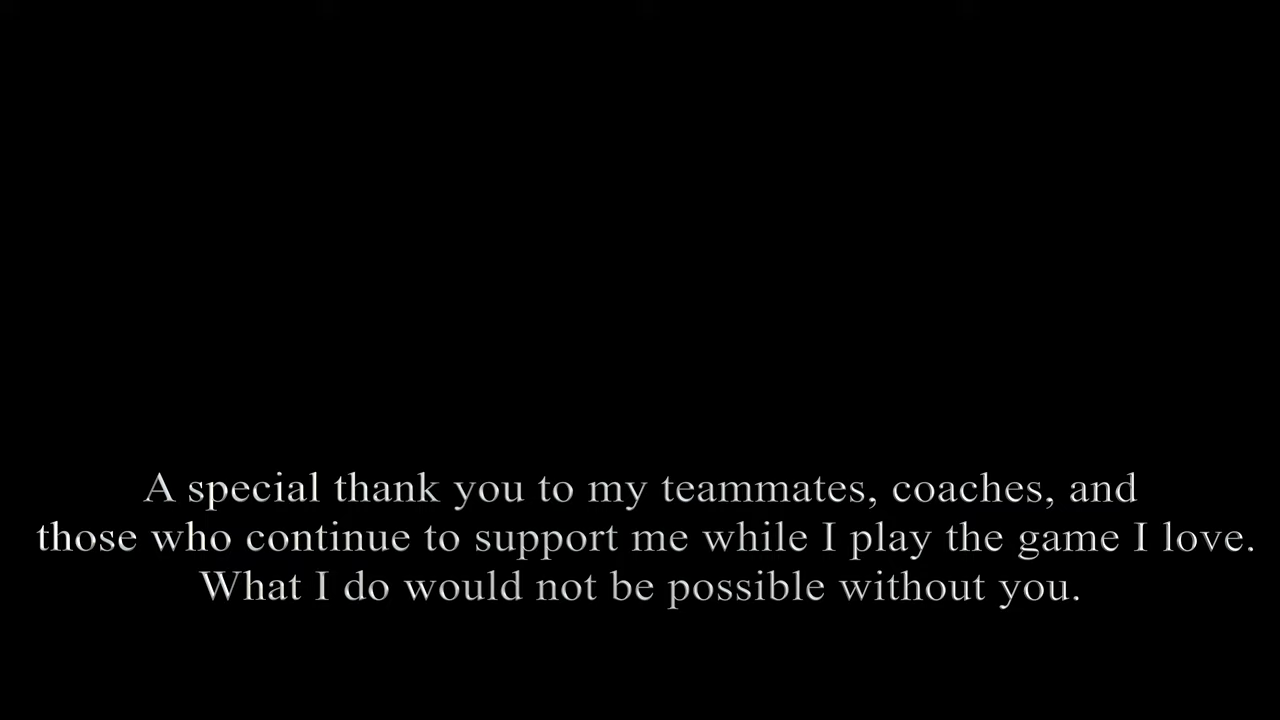 A special thank you to my teammates, coaches, and
those who continue to support me while I play the game I love.
What I do would not be possible without you.